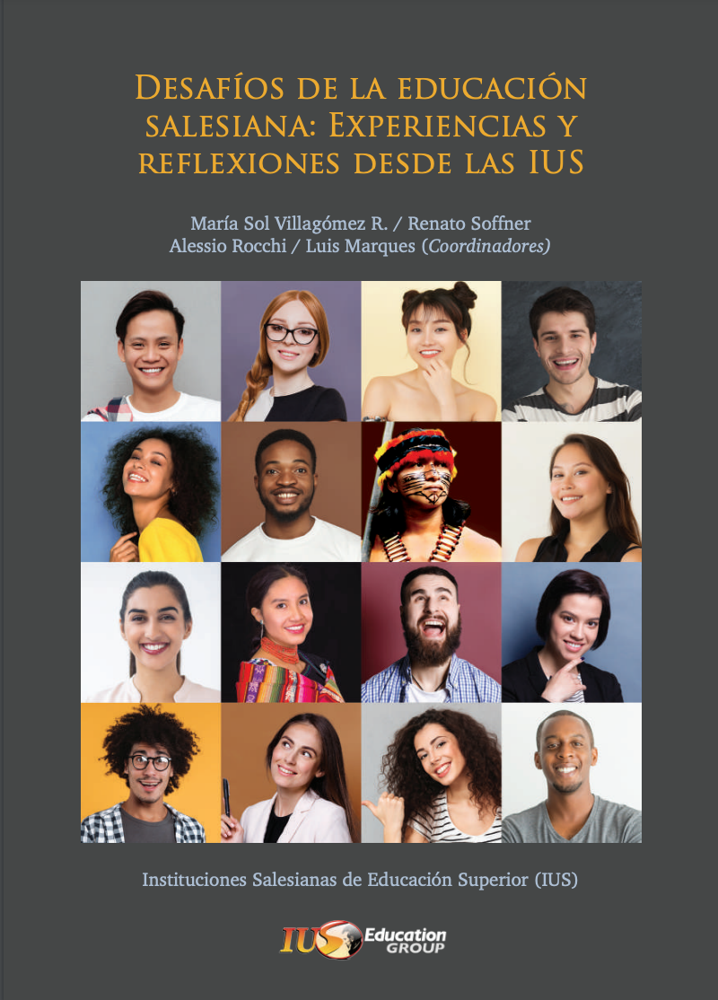 Desafíos de la educación
salesiana: Experiencias y
reflexiones desde las IUS
María Sol Villagómez R. / Renato Soffner
Alessio Rocchi / Luis Marques (Coordinadores)
Instituciones Salesianas de Educación Superior (IUS)
IUS Education
GROUP